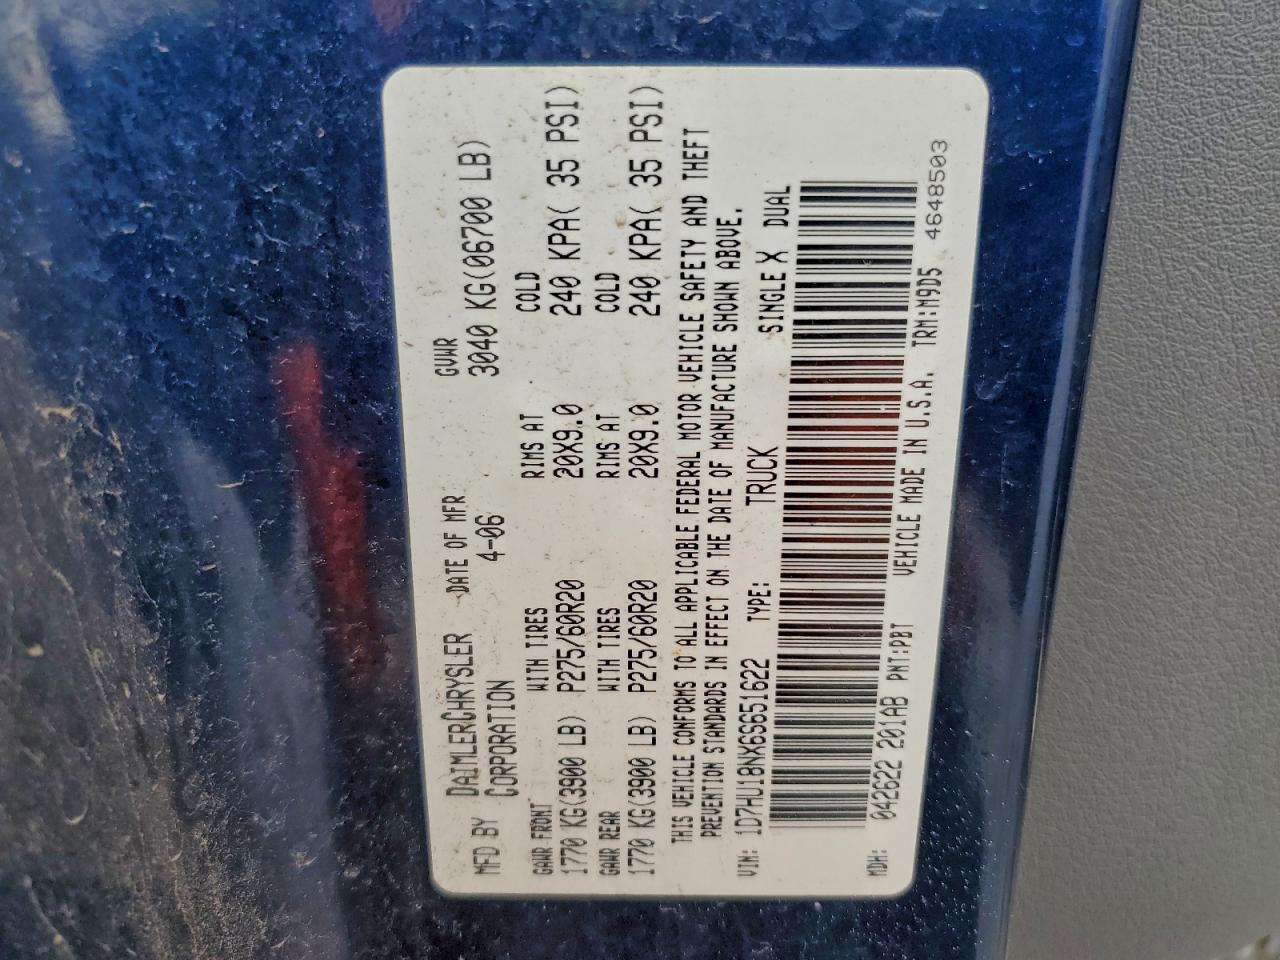 MFD BY DAIMLERCHRYSLER CORPORATION DATE OF MFR 4-06 GVWR 3040 KG(06700 LB)
GAWR FRONT WITH TIRES RIMS AT COLD
1770 KG(3900 LB) P275/60R20 20X9.0 240 KPA( 35 PSI)
GAWR REAR WITH TIRES RIMS AT COLD
1770 KG(3900 LB) P275/60R20 20X9.0 240 KPA( 35 PSI)
THIS VEHICLE CONFORMS TO ALL APPLICABLE FEDERAL MOTOR VEHICLE SAFETY AND THEFT
PREVENTION STANDARDS IN EFFECT ON THE DATE OF MANUFACTURE SHOWN ABOVE.
VIN: 1D7HU18NX6S651622 TYPE: TRUCK SINGLE X DUAL
MDH: 042622 201AB PNT:PBT VEHICLE MADE IN U.S.A. TRM:M9D5 4648503